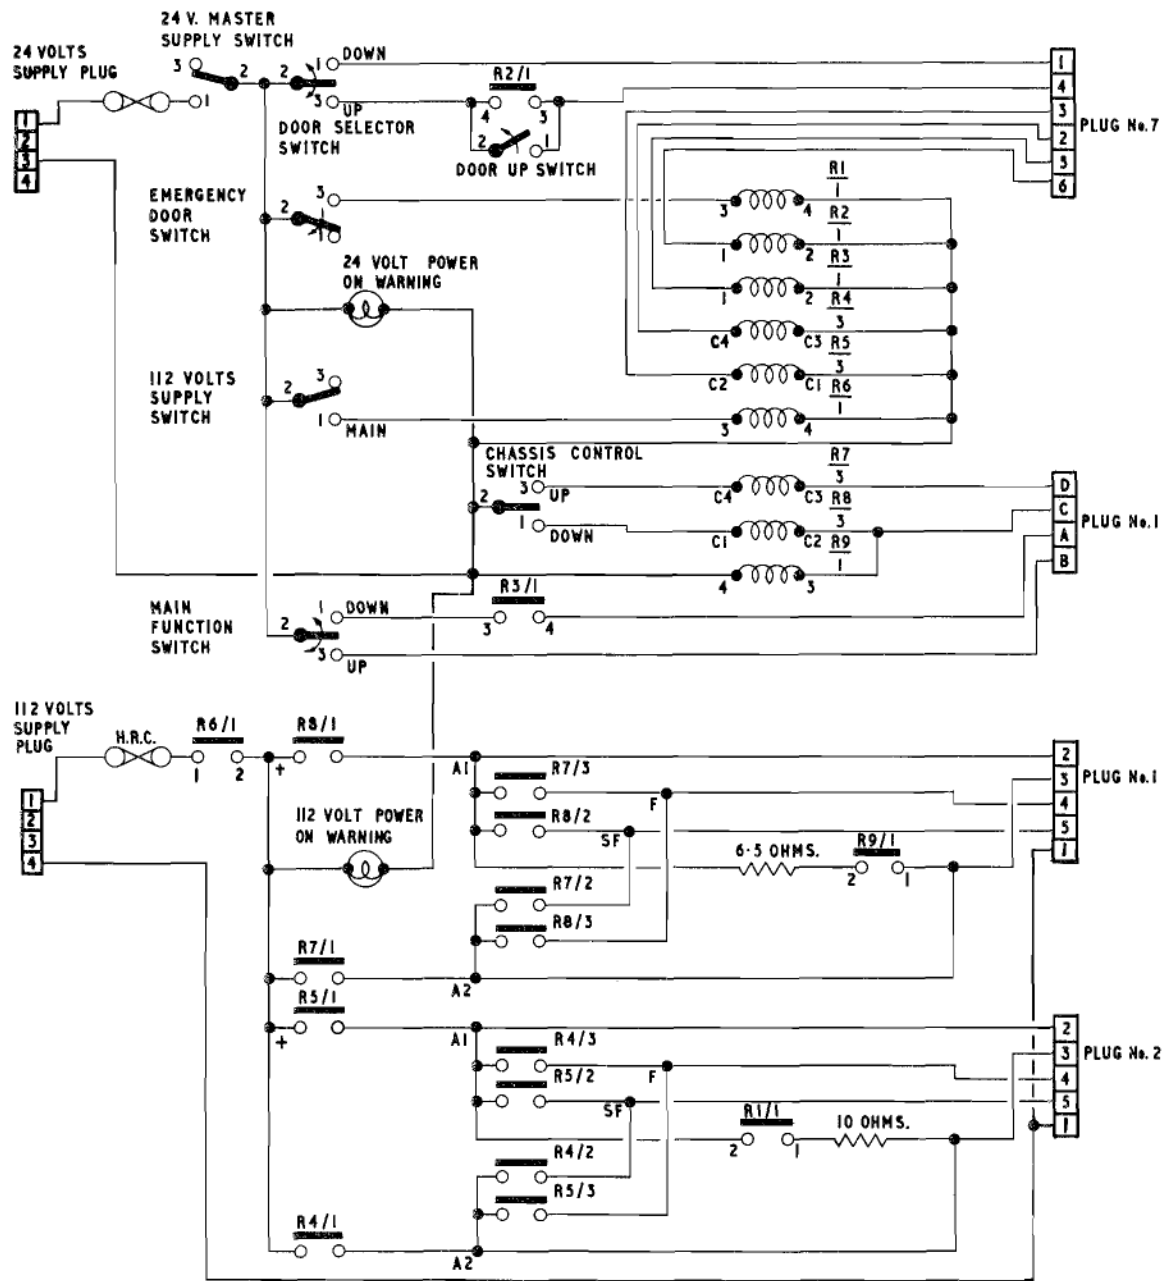 24 V. MASTER
SUPPLY SWITCH
24 VOLTS
SUPPLY PLUG
3
2
1
2
1
DOWN
3
UP
DOOR SELECTOR
SWITCH
R2/1
4
3
2
1
DOOR UP SWITCH
1
4
3
2
5
6
PLUG No.7
1
2
3
4
EMERGENCY
DOOR
SWITCH
3
2
1
24 VOLT POWER
ON WARNING
R1
1
3
4
R2
1
1
2
R3
1
1
2
R4
3
C4
C3
R5
3
C2
C1
R6
1
3
4
112 VOLTS
SUPPLY
SWITCH
3
2
1
MAIN
CHASSIS CONTROL
SWITCH
2
3
UP
1
DOWN
R7
3
C4
C3
R8
3
C1
C2
R9
1
4
3
D
C
A
B
PLUG No.1
MAIN
FUNCTION
SWITCH
2
1
DOWN
3
UP
R3/1
3
4
112 VOLTS
SUPPLY
PLUG
H.R.C.
R6/1
1
2
R8/1
+
A1
R7/3
F
R8/2
SF
6·5 OHMS.
R9/1
2
1
2
3
4
5
1
PLUG No.1
1
2
3
4
112 VOLT POWER
ON WARNING
R7/2
R8/3
R7/1
A2
R5/1
+
A1
R4/3
F
R5/2
SF
R1/1
2
1
10 OHMS.
2
3
4
5
1
PLUG No.2
R4/2
R5/3
R4/1
A2